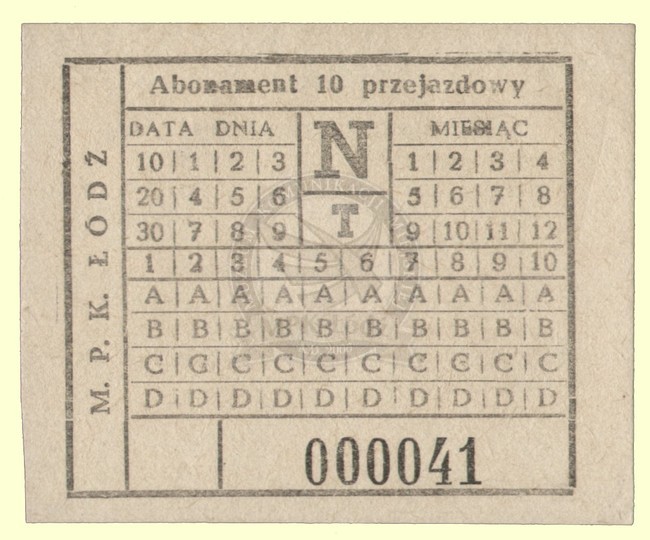 Abonament 10 przejazdowy
M. P. K. ŁÓDŹ
DATA DNIA N MIESIĄC
10 1 2 3 1 2 3 4
20 4 5 6 T 5 6 7 8
30 7 8 9 9 10 11 12
1 2 3 4 5 6 7 8 9 10
A A A A A A A A A A
B B B B B B B B B B
C C C C C C C C C C
D D D D D D D D D D
000041